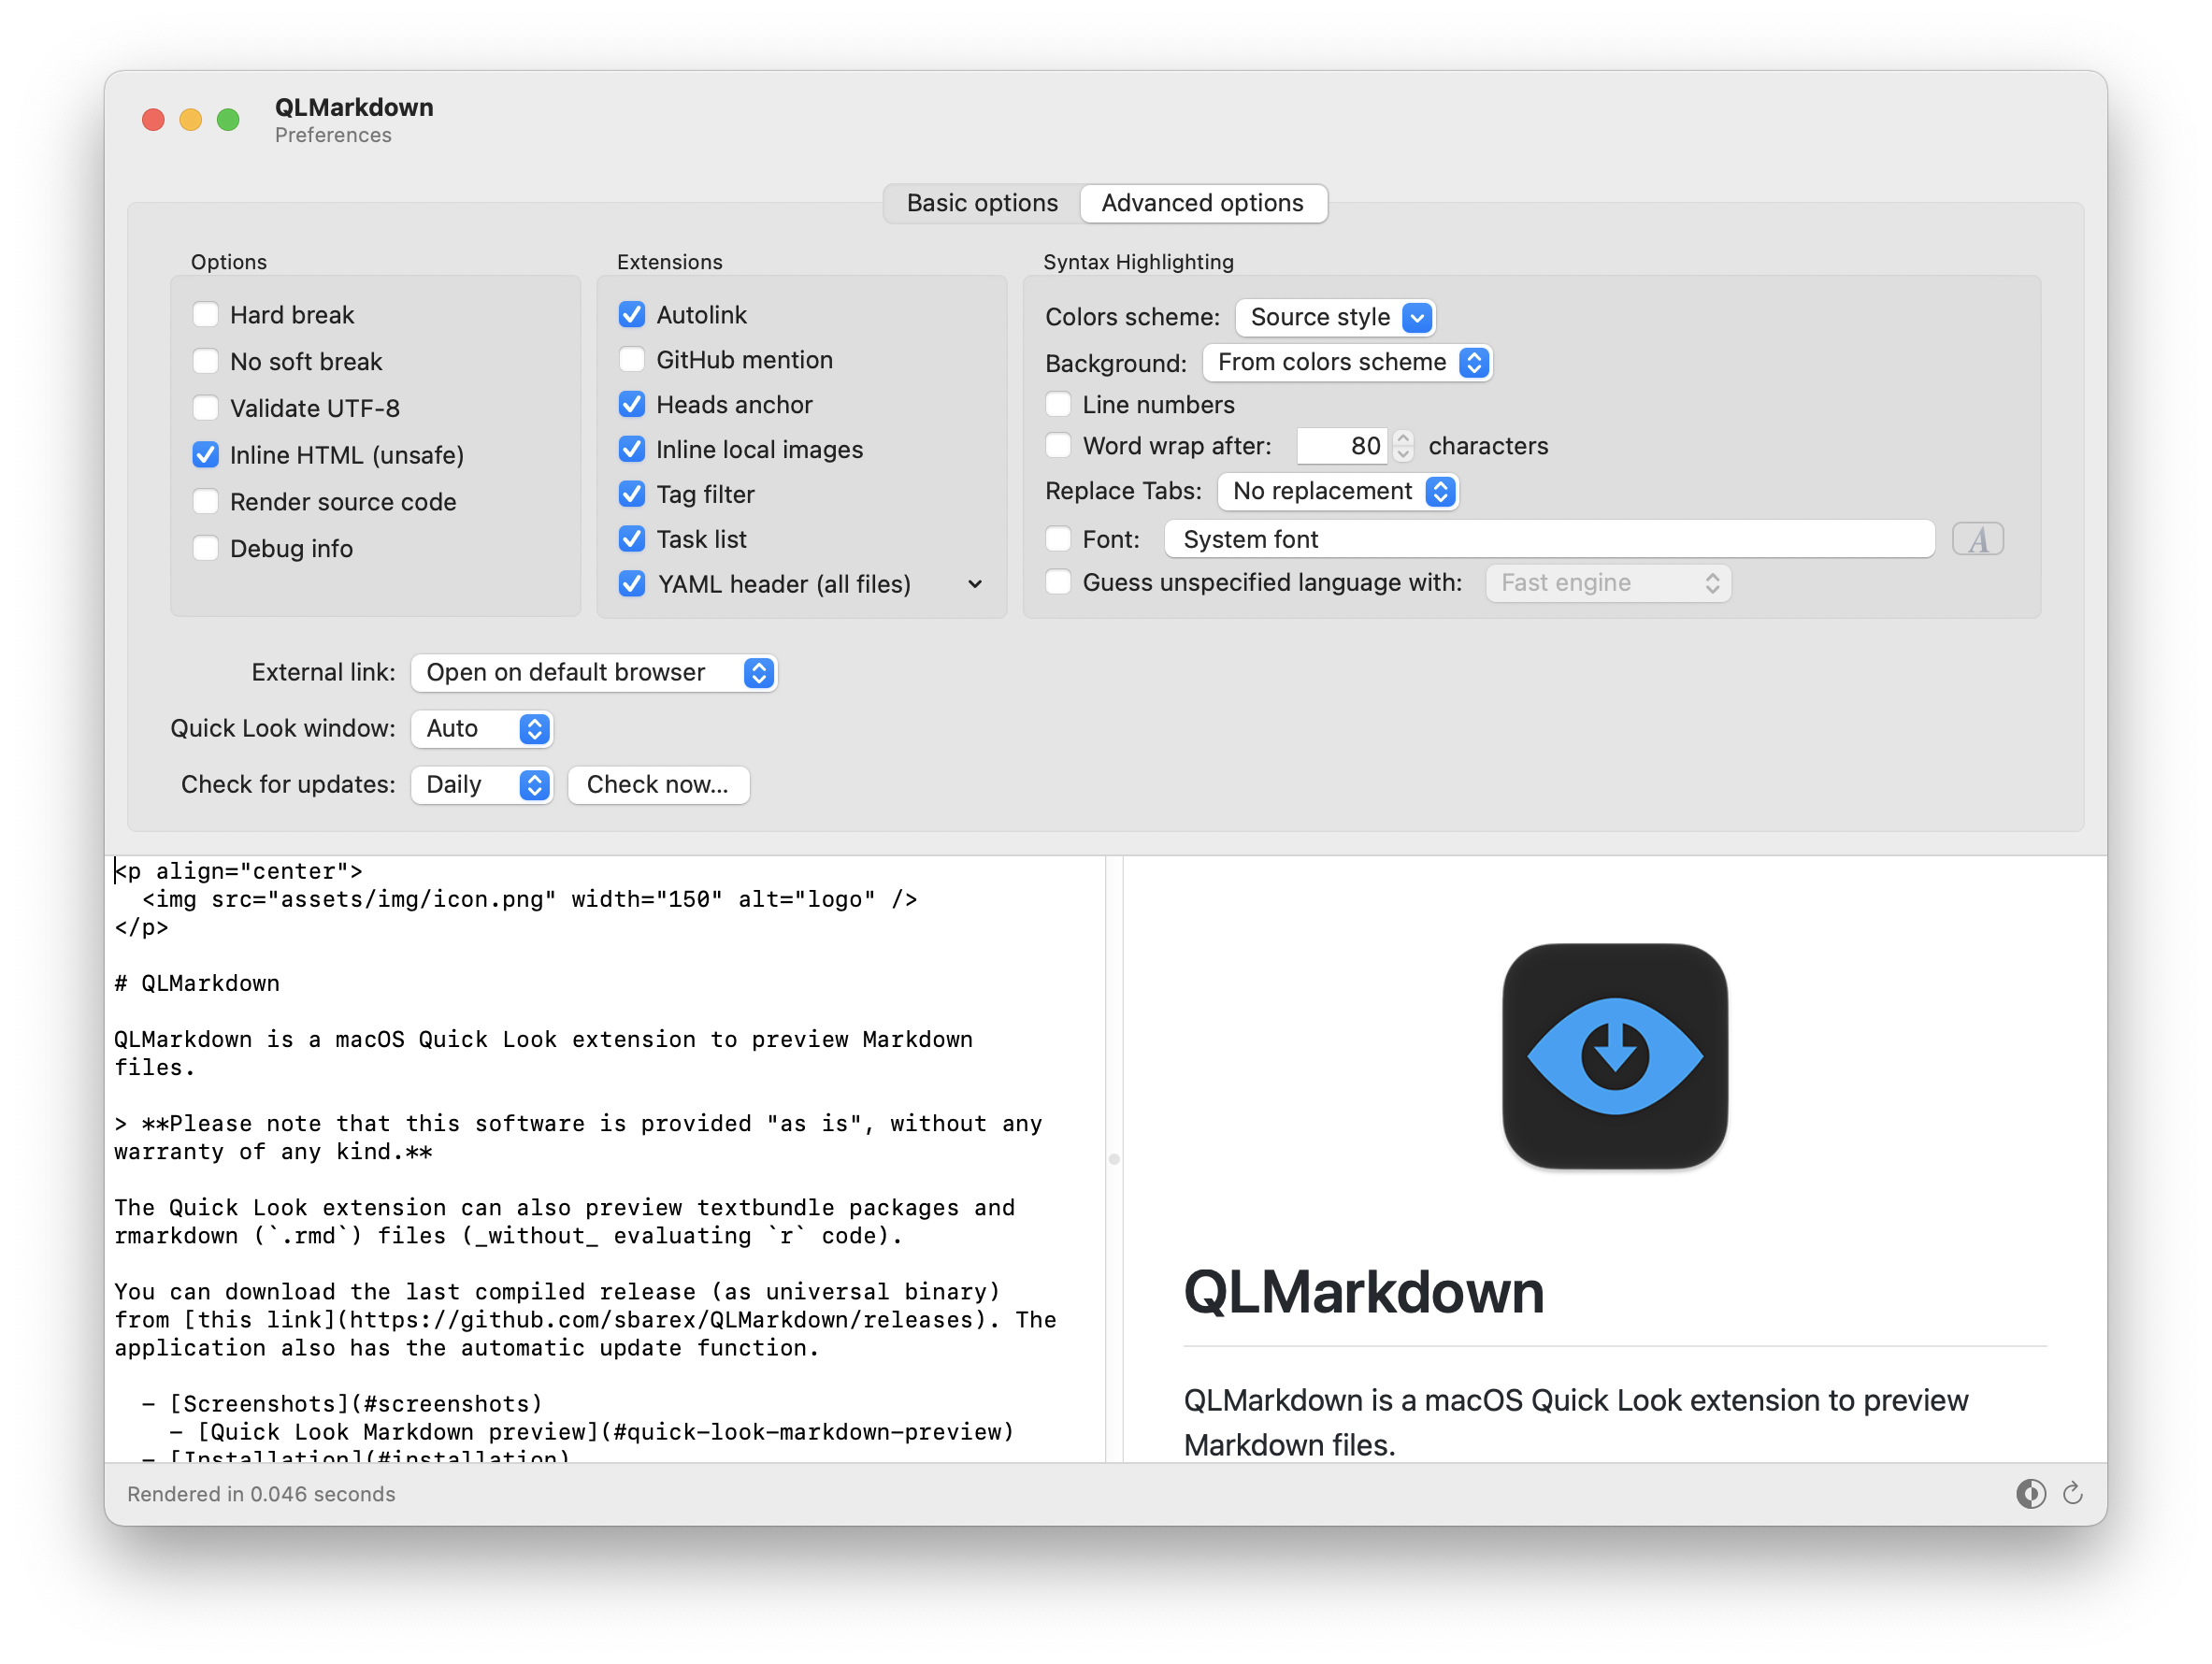 QLMarkdown
Preferences
Basic options
Advanced options
Options
Hard break
No soft break
Validate UTF-8
Inline HTML (unsafe)
Render source code
Debug info
Extensions
Autolink
GitHub mention
Heads anchor
Inline local images
Tag filter
Task list
YAML header (all files)
Syntax Highlighting
Colors scheme: Source style
Background: From colors scheme
Line numbers
Word wrap after: 80 characters
Replace Tabs: No replacement
Font: System font A
Guess unspecified language with: Fast engine
External link: Open on default browser
Quick Look window: Auto
Check for updates: Daily Check now...
<p align="center">
  <img src="assets/img/icon.png" width="150" alt="logo" />
</p>
# QLMarkdown
QLMarkdown is a macOS Quick Look extension to preview Markdown
files.
> **Please note that this software is provided "as is", without any
warranty of any kind.**
The Quick Look extension can also preview textbundle packages and
rmarkdown (`.rmd`) files (_without_ evaluating `r` code).
You can download the last compiled release (as universal binary)
from [this link](https://github.com/sbarex/QLMarkdown/releases). The
application also has the automatic update function.
  - [Screenshots](#screenshots)
    - [Quick Look Markdown preview](#quick-look-markdown-preview)
  - [Installation](#installation)
QLMarkdown
QLMarkdown is a macOS Quick Look extension to preview
Markdown files.
Rendered in 0.046 seconds